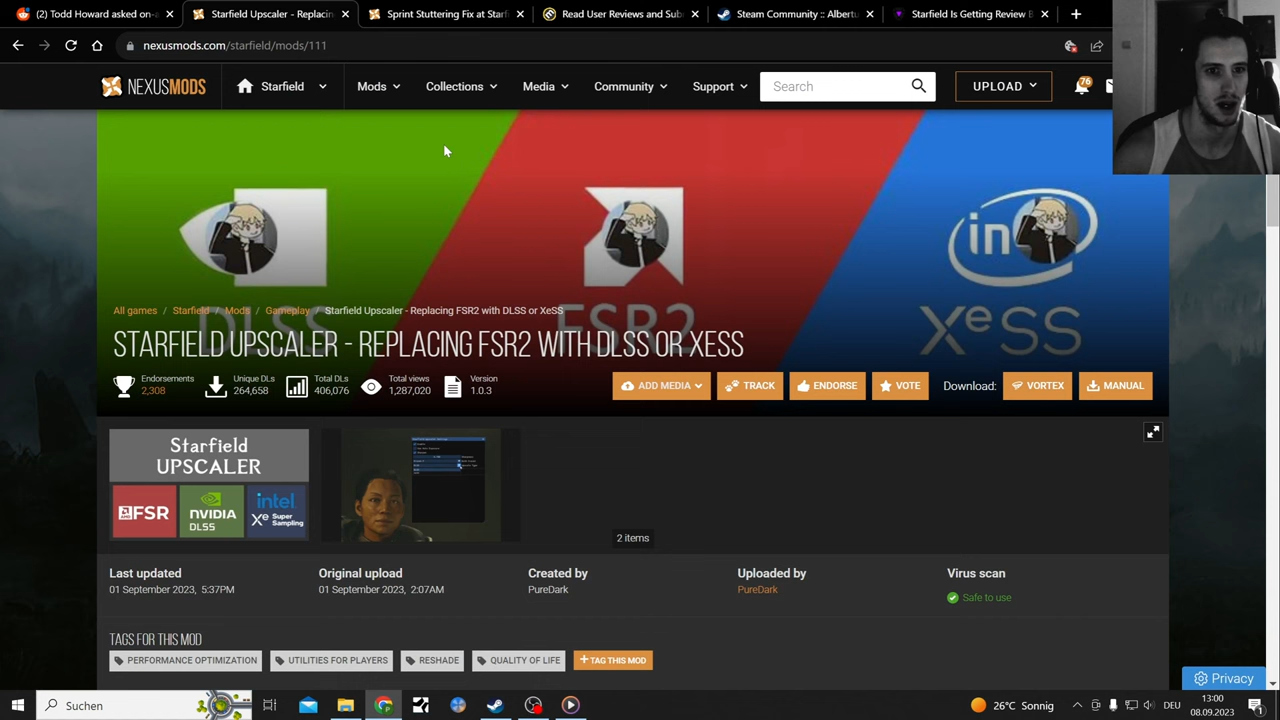 (2) Todd Howard asked on-a
Starfield Upscaler - Replacin
Sprint Stuttering Fix at Starfi
Read User Reviews and Sub
Steam Community :: Albertu
Starfield Is Getting Review B
nexusmods.com/starfield/mods/111
NEXUSMODS
Starfield
Mods
Collections
Media
Community
Support
Search
UPLOAD
76
DLSS
FSR2
XeSS
All games / Starfield / Mods / Gameplay / Starfield Upscaler - Replacing FSR2 with DLSS or XeSS
STARFIELD UPSCALER - REPLACING FSR2 WITH DLSS OR XESS
Endorsements
2,308
Unique DLs
264,658
Total DLs
406,076
Total views
1,287,020
Version
1.0.3
ADD MEDIA
TRACK
ENDORSE
VOTE
Download:
VORTEX
MANUAL
Starfield
UPSCALER
FSR
NVIDIA
DLSS
intel
Xe Super
Sampling
2 items
Last updated
01 September 2023, 5:37PM
Original upload
01 September 2023, 2:07AM
Created by
PureDark
Uploaded by
PureDark
Virus scan
Safe to use
TAGS FOR THIS MOD
PERFORMANCE OPTIMIZATION
UTILITIES FOR PLAYERS
RESHADE
QUALITY OF LIFE
+ TAG THIS MOD
Privacy
Suchen
26°C Sonnig
DEU
13:00
08.09.2023